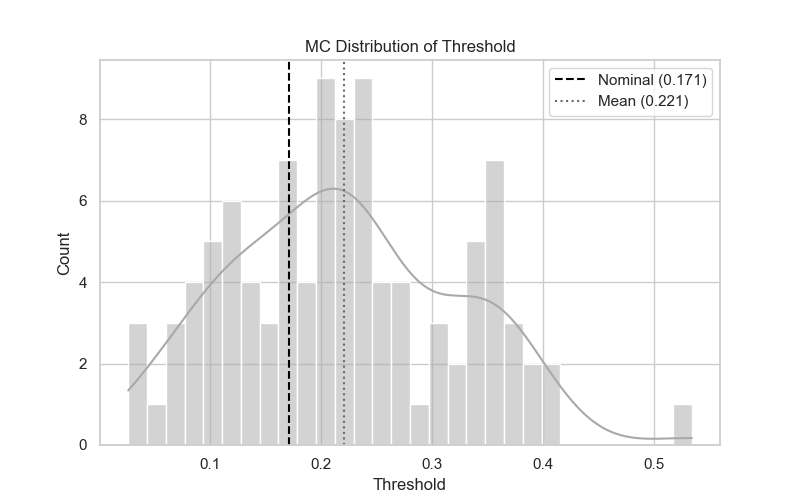 MC Distribution of Threshold
Nominal (0.171)
Mean (0.221)
Count
8
6
4
2
0
0.1 0.2 0.3 0.4 0.5
Threshold